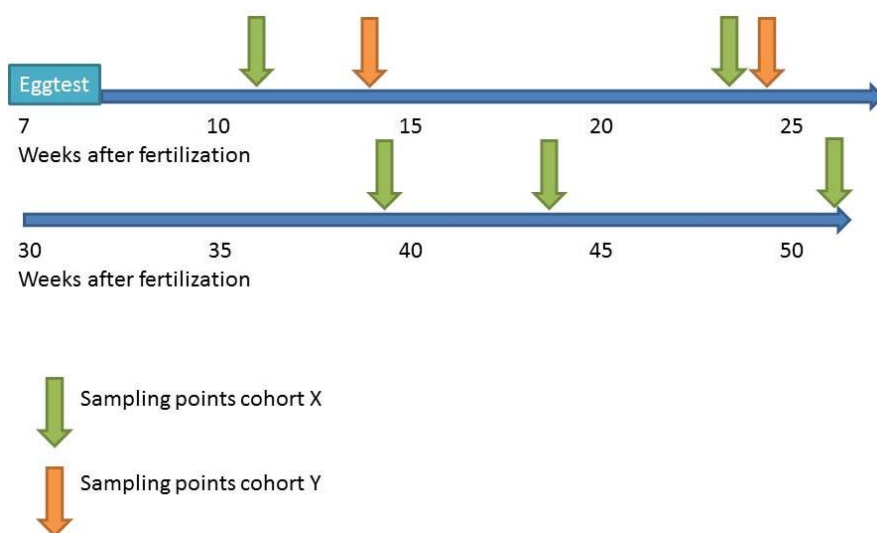 Eggtest
7 10 15 20 25
Weeks after fertilization
30 35 40 45 50
Weeks after fertilization
Sampling points cohort X
Sampling points cohort Y